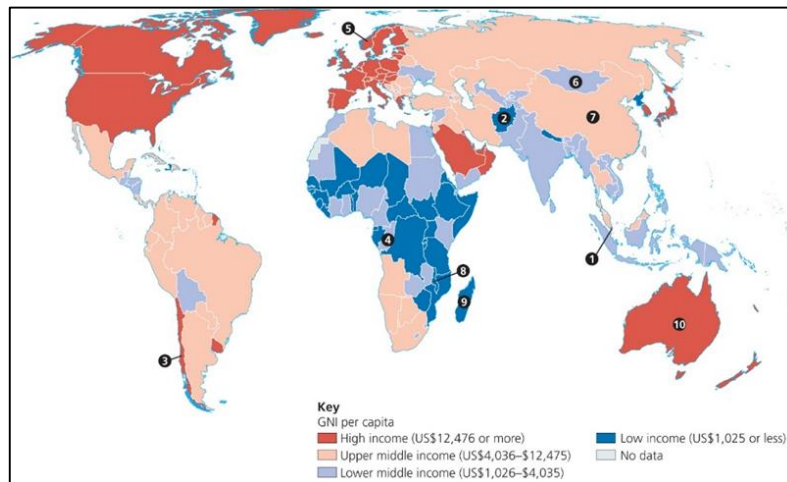 5
6
2
7
4
1
8
9
3
10
Key
GNI per capita
High income (US$12,476 or more)
Upper middle income (US$4,036–$12,475)
Lower middle income (US$1,026–$4,035)
Low income (US$1,025 or less)
No data